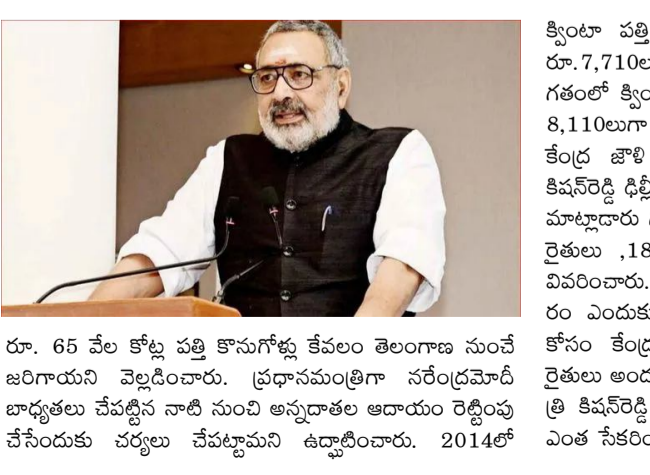 రూ. 65 వేల కోట్ల పత్తి కొనుగోళ్లు కేవలం తెలంగాణ నుంచే
జరిగాయని వెల్లడించారు. ప్రధానమంత్రిగా నరేంద్రమోదీ
బాధ్యతలు చేపట్టిన నాటి నుంచి అన్నదాతల ఆదాయం రెట్టింపు
చేసేందుకు చర్యలు చేపట్టామని ఉద్ఘాటించారు. 2014లో
క్వింటా పత్తి
రూ.7,710ల
గతంలో
8,110లుగా
కేంద్ర జౌళి
కిషన్‌రెడ్డి
మాట్లాడారు
రైతులు ,18
వివరించారు.
రం
కోసం
రైతులు
త్రి కిషన్‌రెడ్డి
ఎంత